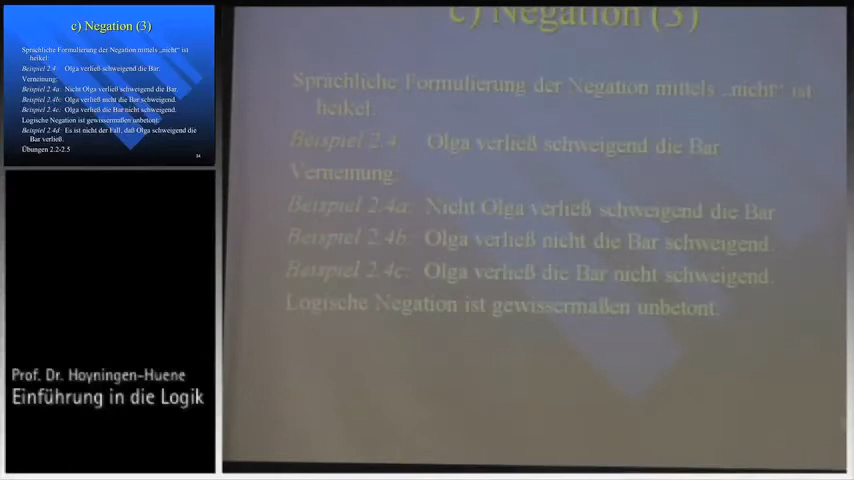 c) Negation (3)
Sprachliche Formulierung der Negation mittels „nicht“ ist
heikel:
Beispiel 2.4: Olga verließ schweigend die Bar.
Verneinung:
Beispiel 2.4a: Nicht Olga verließ schweigend die Bar.
Beispiel 2.4b: Olga verließ nicht die Bar schweigend.
Beispiel 2.4c: Olga verließ die Bar nicht schweigend.
Logische Negation ist gewissermaßen unbetont:
Beispiel 2.4d: Es ist nicht der Fall, daß Olga schweigend die
Bar verließ.
Übungen 2.2-2.5
34
Prof. Dr. Hoyningen-Huene
Einführung in die Logik
c) Negation (3)
Sprachliche Formulierung der Negation mittels „nicht“ ist
heikel:
Beispiel 2.4: Olga verließ schweigend die Bar
Verneinung:
Beispiel 2.4a: Nicht Olga verließ schweigend die Bar
Beispiel 2.4b: Olga verließ nicht die Bar schweigend.
Beispiel 2.4c: Olga verließ die Bar nicht schweigend.
Logische Negation ist gewissermaßen unbetont: